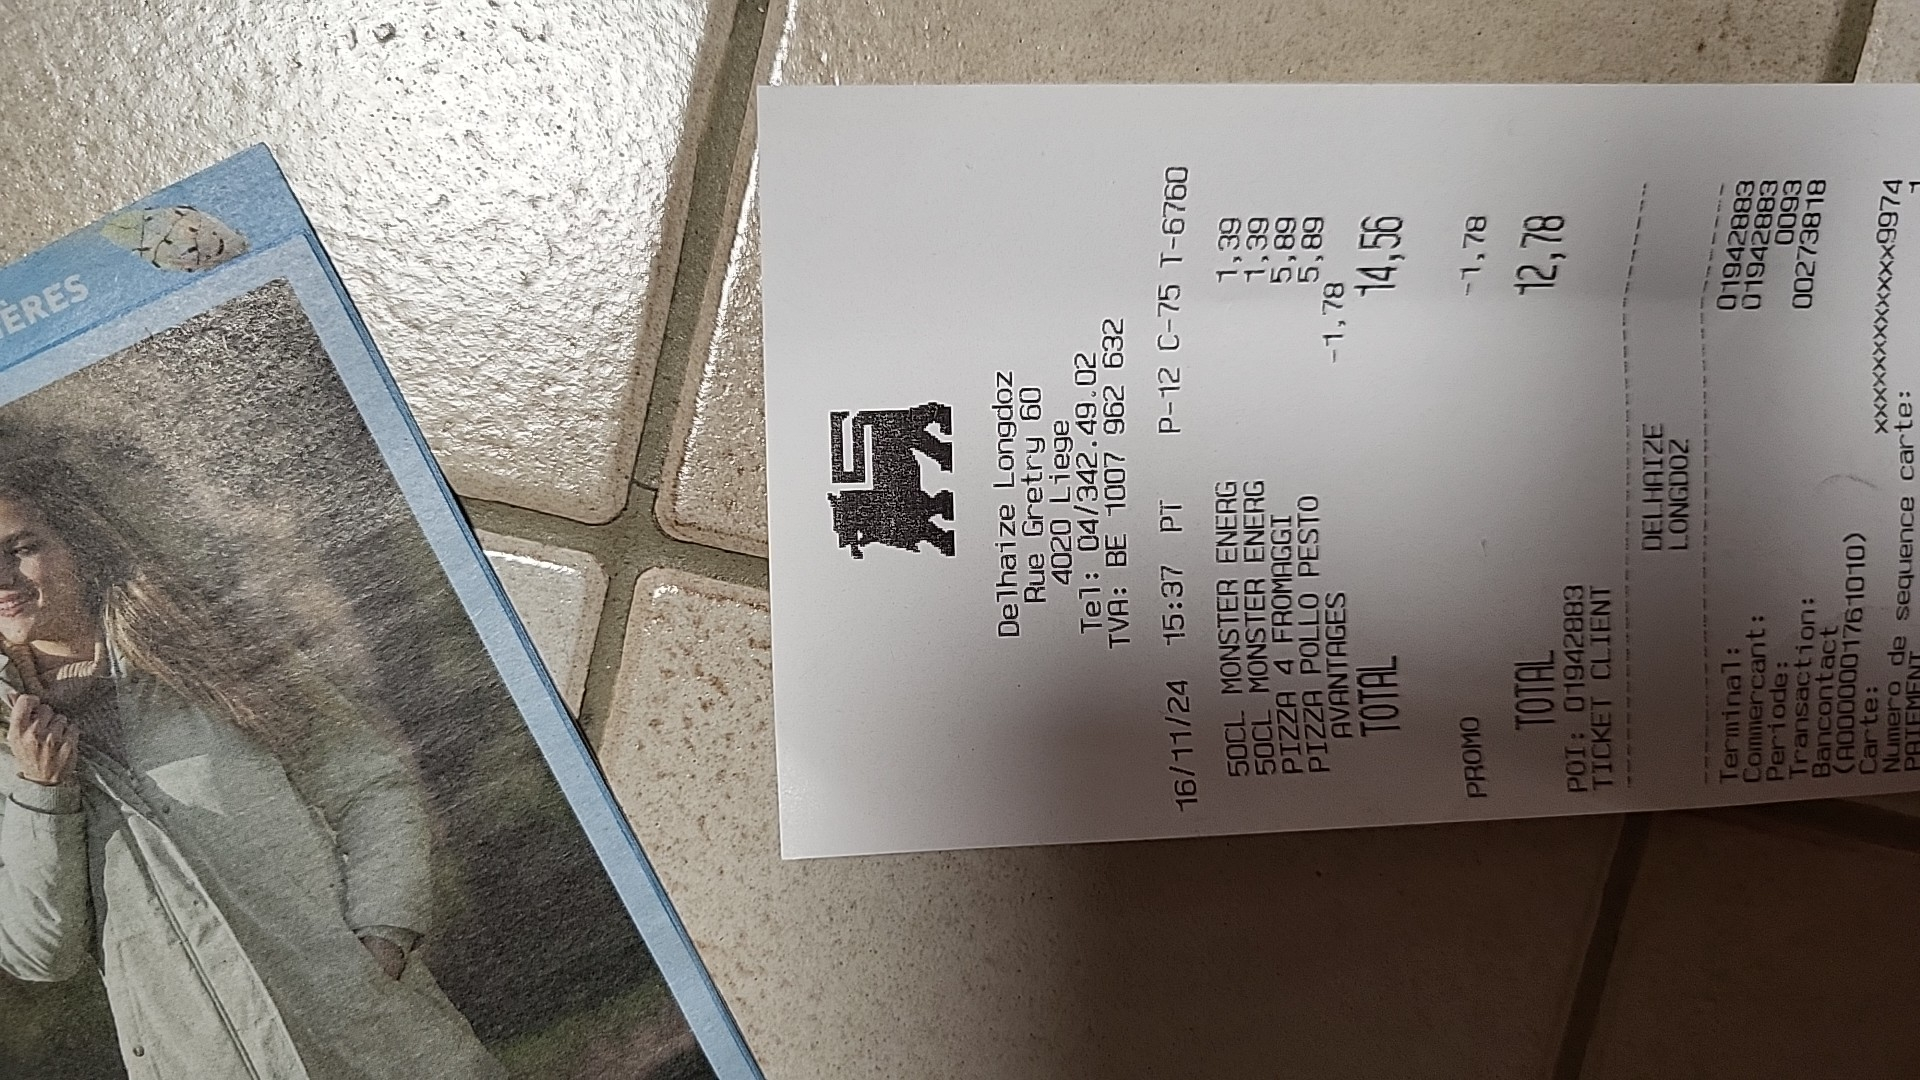 ÈRES
Delhaize Longdoz
Rue Gretry 60
4020 Liege
Tel: 04/342.49.02
TVA: BE 1007 962 632
16/11/24 15:37 PT P-12 C-75 T-6760
50CL MONSTER ENERG 1,39
50CL MONSTER ENERG 1,39
PIZZA 4 FROMAGGI 5,89
PIZZA POLLO PESTO 5,89
AVANTAGES -1,78
TOTAL 14,56
PROMO -1,78
TOTAL 12,78
POI: 01942883
TICKET CLIENT
DELHAIZE
LONGDOZ
Terminal: 01942883
Commercant: 01942883
Periode: 0093
Transaction: 00273818
Bancontact
(A0000001761010)
Carte: xxxxxxxxxxxxx9974
Numero de sequence carte: 1
PAIEMENT